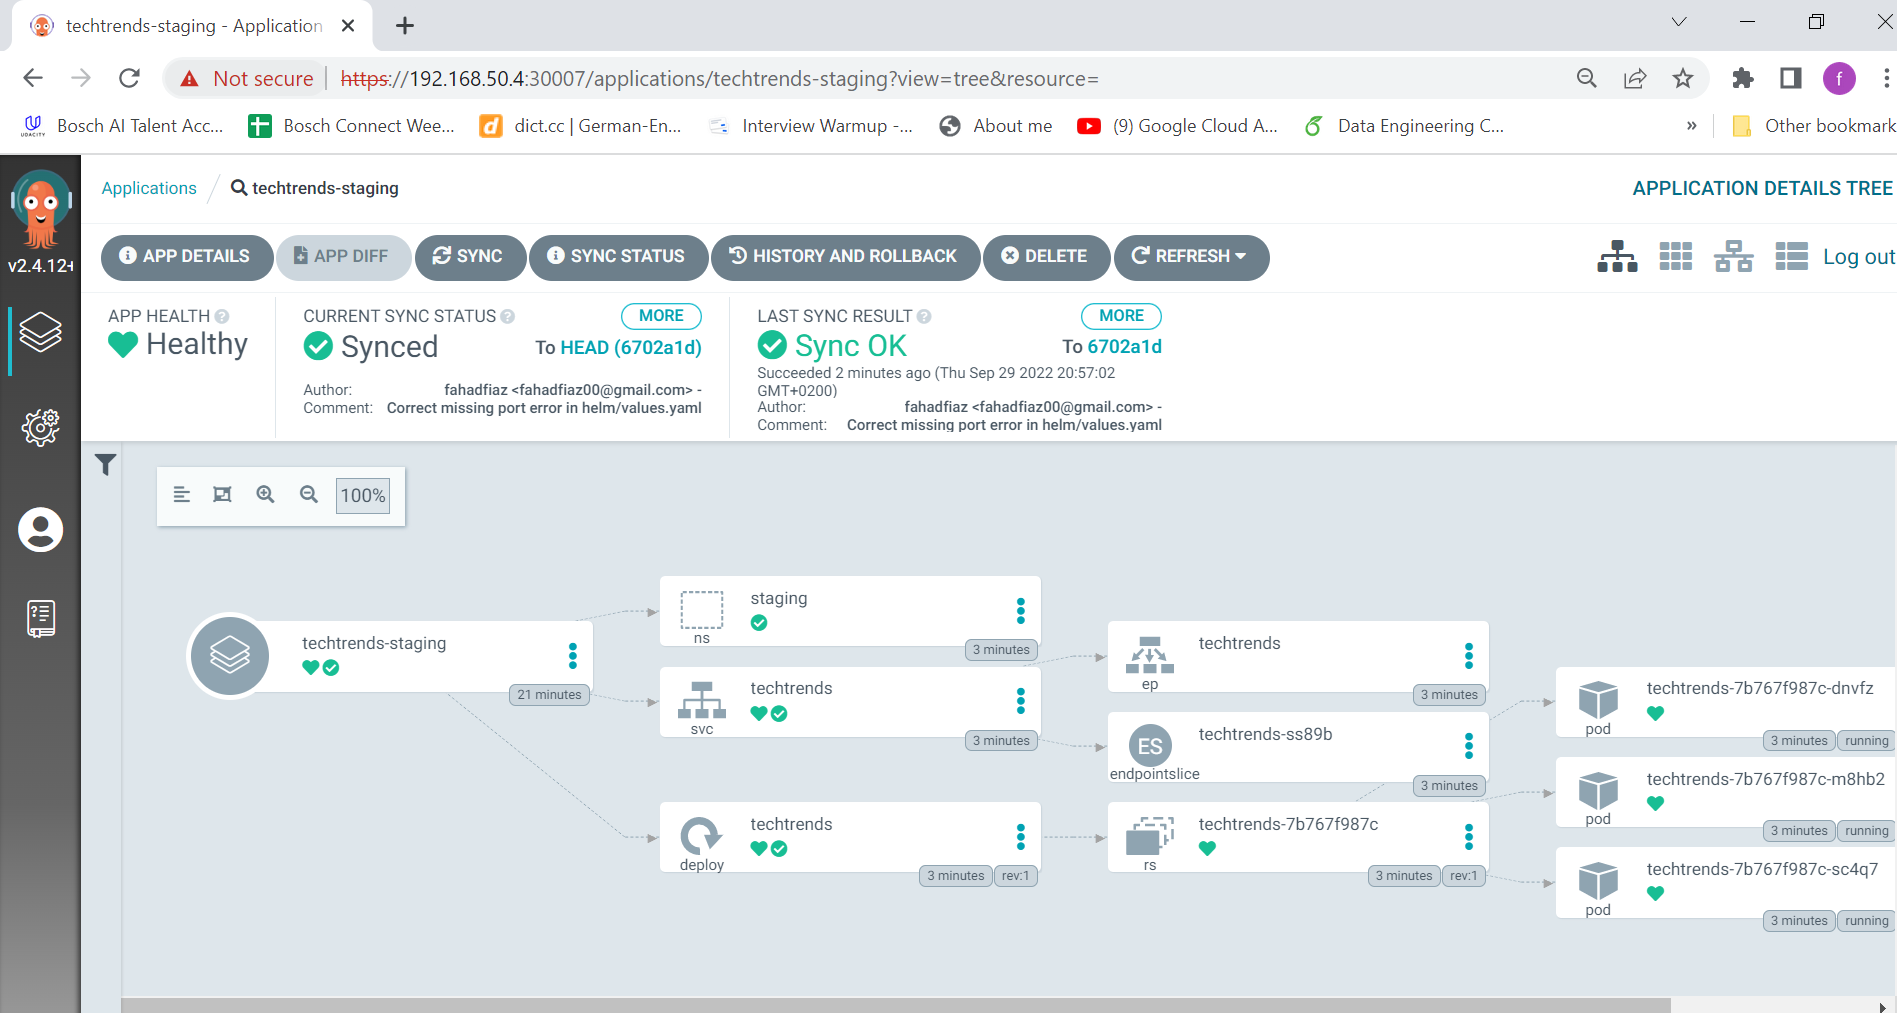 techtrends-staging - Application
Not secure https://192.168.50.4:30007/applications/techtrends-staging?view=tree&resource= f
UDACITY Bosch AI Talent Acc... Bosch Connect Wee... dict.cc | German-En... Interview Warmup -... About me (9) Google Cloud A... Data Engineering C... » Other bookmark
Applications techtrends-staging APPLICATION DETAILS TREE
v2.4.12+
APP DETAILS APP DIFF SYNC SYNC STATUS HISTORY AND ROLLBACK DELETE REFRESH Log out
APP HEALTH
Healthy
CURRENT SYNC STATUS MORE
Synced To HEAD (6702a1d)
Author: fahadfiaz <fahadfiaz00@gmail.com> -
Comment: Correct missing port error in helm/values.yaml
LAST SYNC RESULT MORE
Sync OK To 6702a1d
Succeeded 2 minutes ago (Thu Sep 29 2022 20:57:02
GMT+0200)
Author: fahadfiaz <fahadfiaz00@gmail.com> -
Comment: Correct missing port error in helm/values.yaml
100%
techtrends-staging
21 minutes
staging
ns
3 minutes
techtrends
svc
3 minutes
techtrends
deploy
3 minutes rev:1
techtrends
ep
3 minutes
ES techtrends-ss89b
endpointslice
3 minutes
techtrends-7b767f987c
rs
3 minutes rev:1
techtrends-7b767f987c-dnvfz
pod
3 minutes running
techtrends-7b767f987c-m8hb2
pod
3 minutes running
techtrends-7b767f987c-sc4q7
pod
3 minutes running